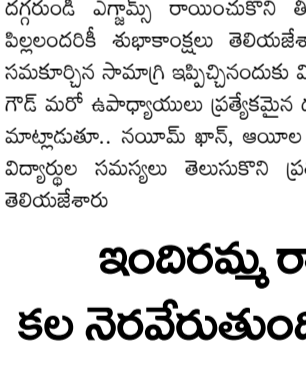 దగ్గరుండి ఎగ్జామ్స్ రాయించుకొని తి
పిల్లలందరికీ శుభాకాంక్షలు తెలియజేశ
సమకూర్చిన సామాగ్రి ఇప్పిచ్చినందుకు వి
గౌడ్ మరో ఉపాధ్యాయులు ప్రత్యేకమైన
మాట్లాడుతూ.. నయీమ్ ఖాన్, ఆయిల
విద్యార్థుల సమస్యలు తెలుసుకొని ప్ర
తెలియజేశారు
ఇందిరమ్మ రా
కల నెరవేరుతుంది